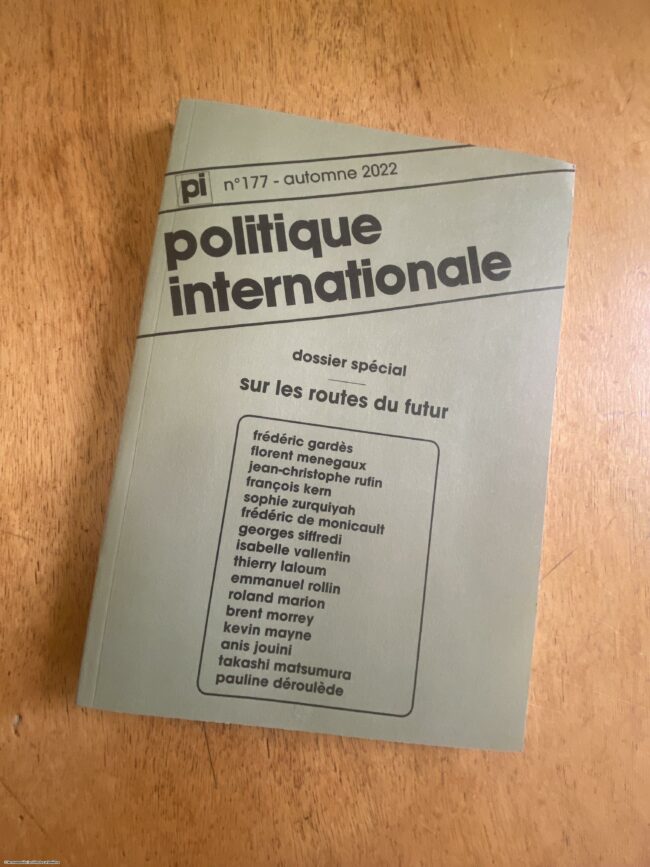 pi n°177 - automne 2022
politique
internationale
dossier spécial
sur les routes du futur
frédéric gardès
florent menegaux
jean-christophe rufin
françois kern
sophie zurquiyah
frédéric de monicault
georges siffredi
isabelle vallentin
thierry laloum
emmanuel rollin
roland marion
brent morrey
kevin mayne
anis jouini
takashi matsumura
pauline déroulède